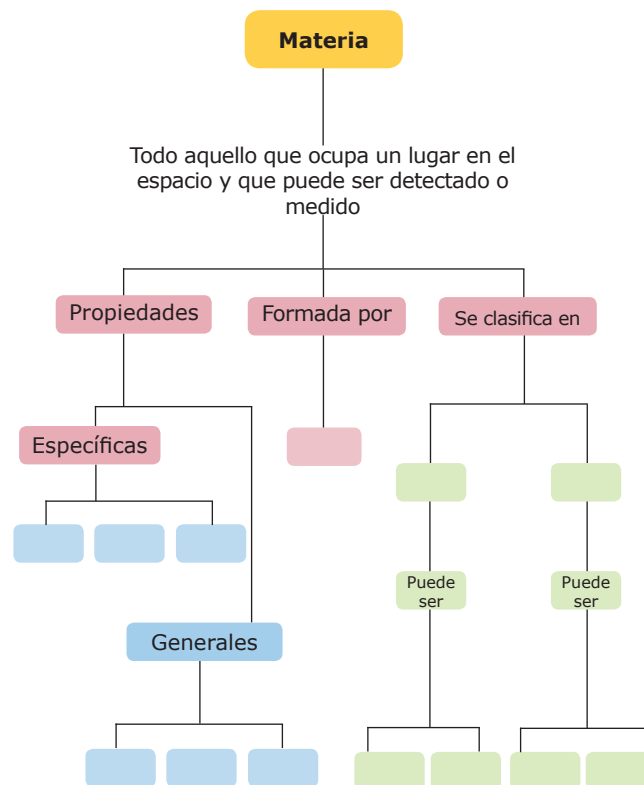 Materia
Todo aquello que ocupa un lugar en el
espacio y que puede ser detectado o
medido
Propiedades
Formada por
Se clasifica en
Específicas
Puede
ser
Puede
ser
Generales